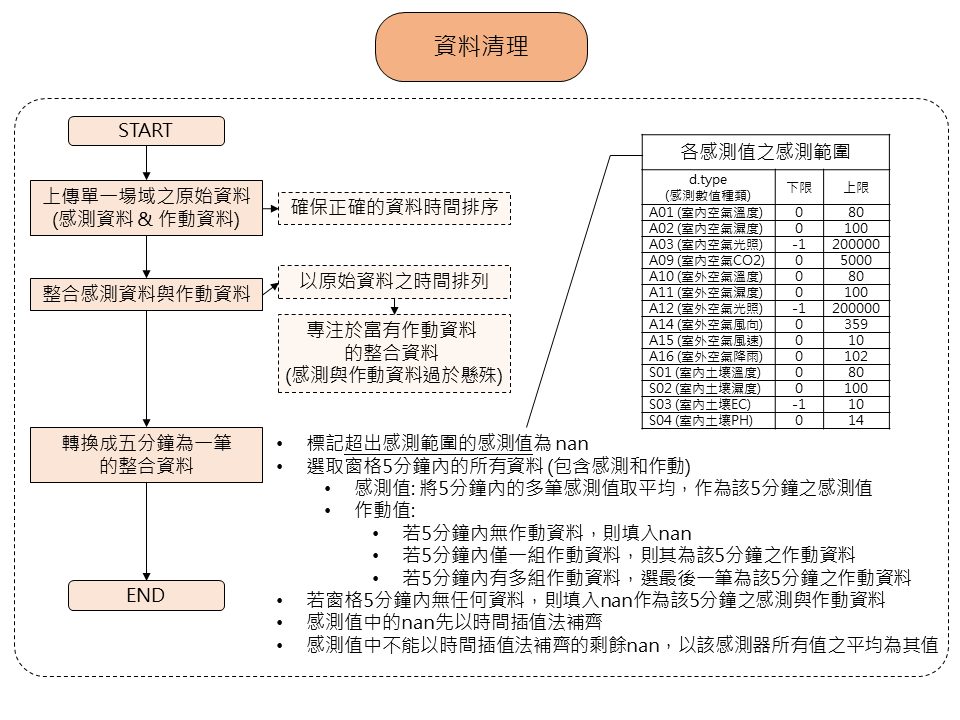 資料清理
START
上傳單一場域之原始資料
(感測資料 & 作動資料)
確保正確的資料時間排序
整合感測資料與作動資料
以原始資料之時間排列
專注於富有作動資料
的整合資料
(感測與作動資料過於懸殊)
轉換成五分鐘為一筆
的整合資料
END
各感測值之感測範圍
d.type
(感測數值種類) 下限 上限
A01 (室內空氣溫度) 0 80
A02 (室內空氣濕度) 0 100
A03 (室內空氣光照) -1 200000
A09 (室內空氣CO2) 0 5000
A10 (室外空氣溫度) 0 80
A11 (室外空氣濕度) 0 100
A12 (室外空氣光照) -1 200000
A14 (室外空氣風向) 0 359
A15 (室外空氣風速) 0 10
A16 (室外空氣降雨) 0 102
S01 (室內土壤溫度) 0 80
S02 (室內土壤濕度) 0 100
S03 (室內土壤EC) -1 10
S04 (室內土壤PH) 0 14
• 標記超出感測範圍的感測值為 nan
• 選取窗格5分鐘內的所有資料 (包含感測和作動)
• 感測值: 將5分鐘內的多筆感測值取平均，作為該5分鐘之感測值
• 作動值:
• 若5分鐘內無作動資料，則填入nan
• 若5分鐘內僅一組作動資料，則其為該5分鐘之作動資料
• 若5分鐘內有多組作動資料，選最後一筆為該5分鐘之作動資料
• 若窗格5分鐘內無任何資料，則填入nan作為該5分鐘之感測與作動資料
• 感測值中的nan先以時間插值法補齊
• 感測值中不能以時間插值法補齊的剩餘nan，以該感測器所有值之平均為其值